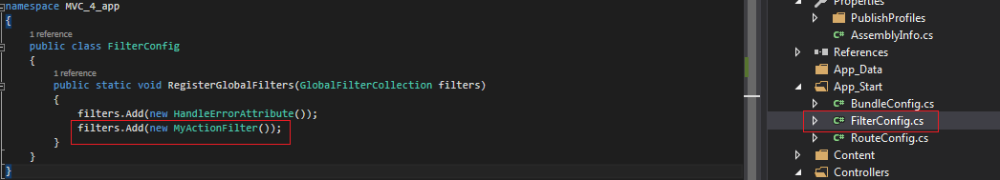 namespace MVC_4_app
{
1 reference
public class FilterConfig
{
1 reference
public static void RegisterGlobalFilters(GlobalFilterCollection filters)
{
filters.Add(new HandleErrorAttribute());
filters.Add(new MyActionFilter());
}
}
}
Properties
PublishProfiles
C# AssemblyInfo.cs
References
App_Data
App_Start
C# BundleConfig.cs
C# FilterConfig.cs
C# RouteConfig.cs
Content
Controllers